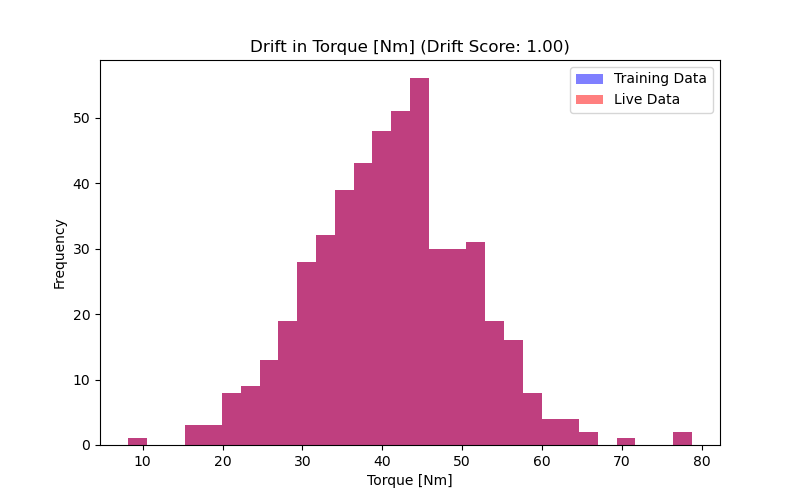 Drift in Torque [Nm] (Drift Score: 1.00)
Training Data
Live Data
Frequency
50
40
30
20
10
0
10 20 30 40 50 60 70 80
Torque [Nm]